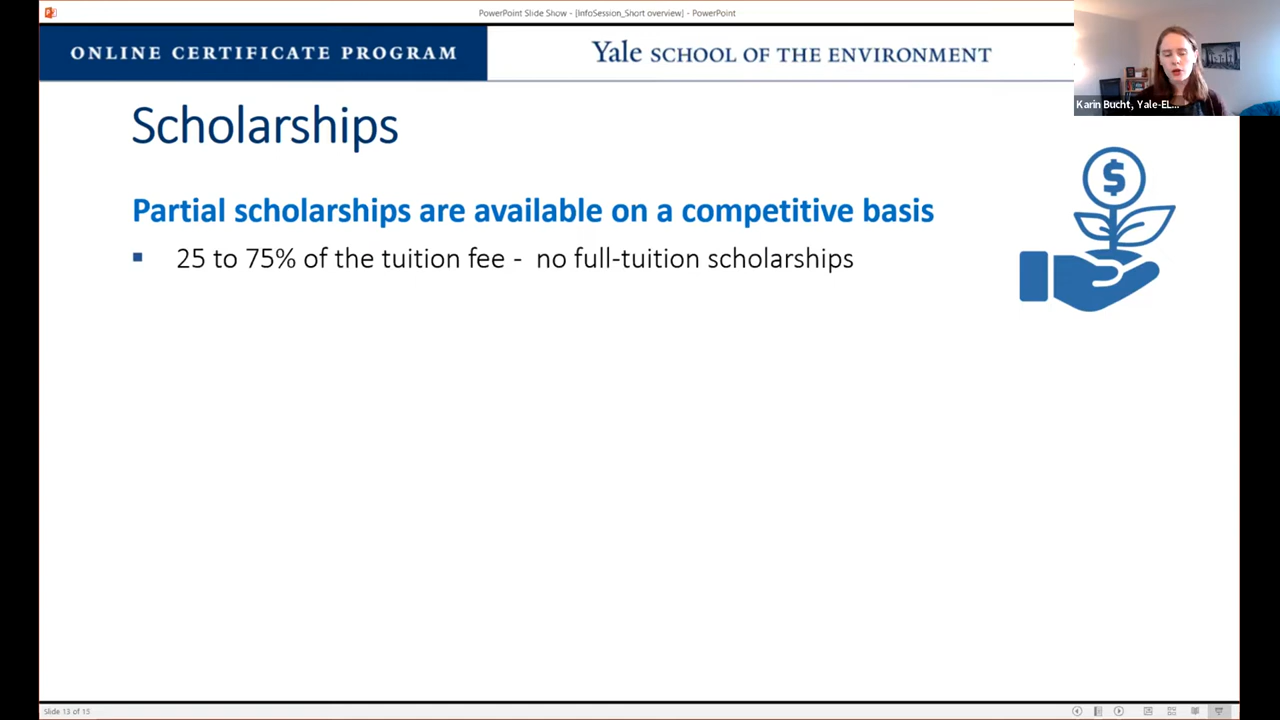 PowerPoint Slide Show - [InfoSession_Short overview] - PowerPoint
ONLINE CERTIFICATE PROGRAM
Yale SCHOOL OF THE ENVIRONMENT
Karin Bucht, Yale-EL...
Scholarships
$
Partial scholarships are available on a competitive basis
▪ 25 to 75% of the tuition fee - no full-tuition scholarships
Slide 13 of 15